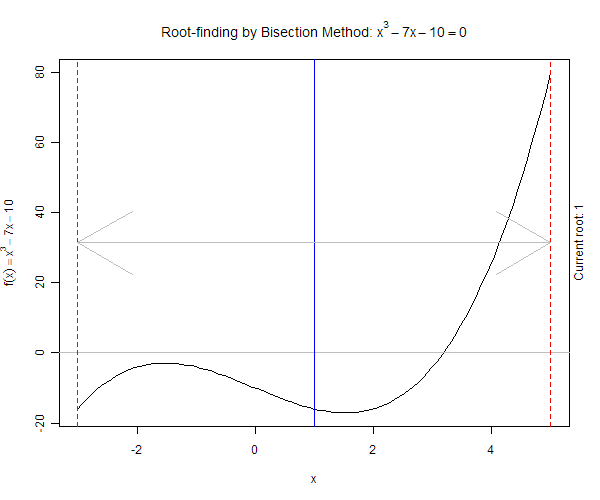 Root-finding by Bisection Method: x³ − 7x − 10 = 0
f(x) = x³ − 7x − 10
80
60
40
20
0
-20
Current root: 1
-2
0
2
4
x